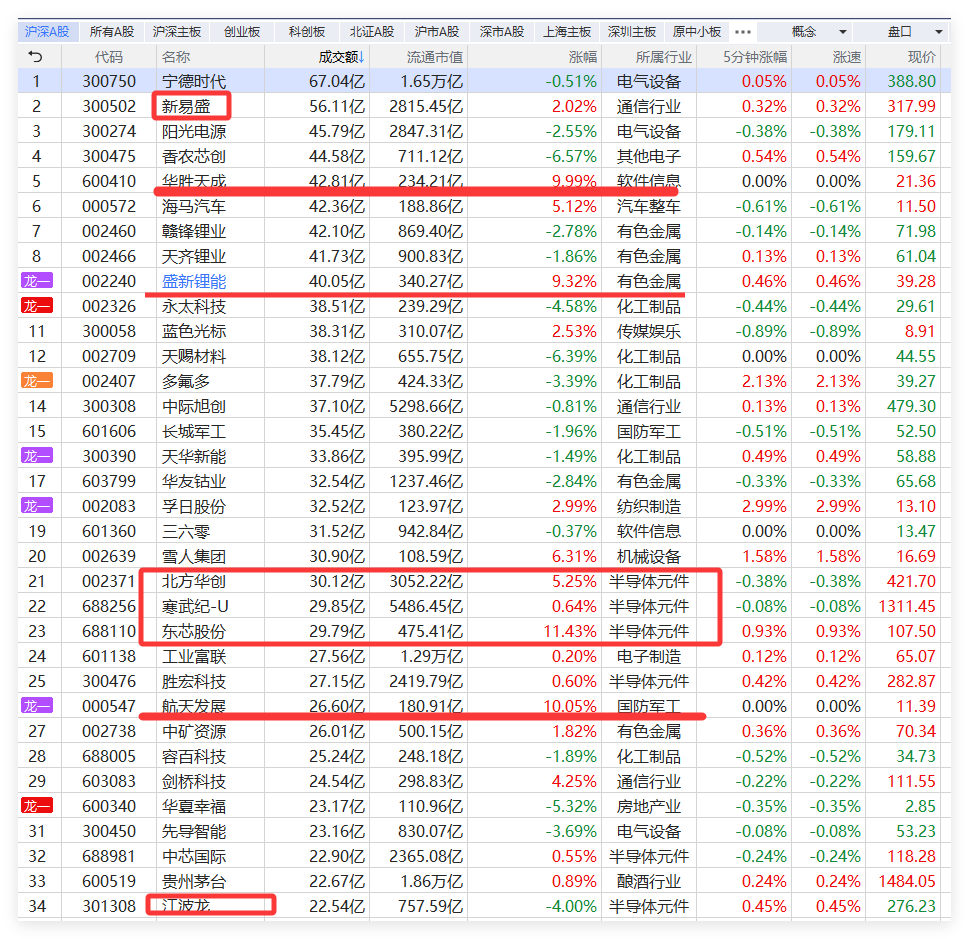 沪深A股 所有A股 沪深主板 创业板 科创板 北证A股 沪市A股 深市A股 上海主板 深圳主板 原中小板 ••• 概念 盘口
代码 名称 成交额↓ 流通市值 涨幅 所属行业 5分钟涨幅 涨速 现价
1 300750 宁德时代 67.04亿 1.65万亿 -0.51% 电气设备 0.05% 0.05% 388.80
2 300502 新易盛 56.11亿 2815.45亿 2.02% 通信行业 0.32% 0.32% 317.99
3 300274 阳光电源 45.79亿 2847.31亿 -2.55% 电气设备 -0.38% -0.38% 179.11
4 300475 香农芯创 44.58亿 711.12亿 -6.57% 其他电子 0.54% 0.54% 159.67
5 600410 华胜天成 42.81亿 234.21亿 9.99% 软件信息 0.00% 0.00% 21.36
6 000572 海马汽车 42.36亿 188.86亿 5.12% 汽车整车 -0.61% -0.61% 11.50
7 002460 赣锋锂业 42.10亿 869.40亿 -2.78% 有色金属 -0.14% -0.14% 71.98
8 002466 天齐锂业 41.73亿 900.83亿 -1.86% 有色金属 0.13% 0.13% 61.04
龙一 002240 盛新锂能 40.05亿 340.27亿 9.32% 有色金属 0.46% 0.46% 39.28
龙一 002326 永太科技 38.51亿 239.29亿 -4.58% 化工制品 -0.44% -0.44% 29.61
11 300058 蓝色光标 38.31亿 310.07亿 2.53% 传媒娱乐 -0.89% -0.89% 8.91
12 002709 天赐材料 38.12亿 655.75亿 -6.39% 化工制品 0.00% 0.00% 44.55
龙一 002407 多氟多 37.79亿 424.33亿 -3.39% 化工制品 2.13% 2.13% 39.27
14 300308 中际旭创 37.10亿 5298.66亿 -0.81% 通信行业 0.13% 0.13% 479.30
15 601606 长城军工 35.45亿 380.22亿 -1.96% 国防军工 -0.51% -0.51% 52.50
龙一 300390 天华新能 33.86亿 395.99亿 -1.49% 化工制品 0.49% 0.49% 58.88
17 603799 华友钴业 32.54亿 1237.46亿 -2.84% 有色金属 -0.33% -0.33% 65.68
龙一 002083 孚日股份 32.52亿 123.97亿 2.99% 纺织制造 2.99% 2.99% 13.10
19 601360 三六零 31.52亿 942.84亿 -0.37% 软件信息 0.00% 0.00% 13.47
20 002639 雪人集团 30.90亿 108.59亿 6.31% 机械设备 1.58% 1.58% 16.69
21 002371 北方华创 30.12亿 3052.22亿 5.25% 半导体元件 -0.38% -0.38% 421.70
22 688256 寒武纪-U 29.85亿 5486.45亿 0.64% 半导体元件 -0.08% -0.08% 1311.45
23 688110 东芯股份 29.79亿 475.41亿 11.43% 半导体元件 0.93% 0.93% 107.50
24 601138 工业富联 27.56亿 1.29万亿 0.20% 电子制造 0.12% 0.12% 65.07
25 300476 胜宏科技 27.15亿 2419.79亿 0.60% 半导体元件 0.42% 0.42% 282.87
龙一 000547 航天发展 26.60亿 180.91亿 10.05% 国防军工 0.00% 0.00% 11.39
27 002738 中矿资源 26.01亿 500.15亿 1.82% 有色金属 0.36% 0.36% 70.34
28 688005 容百科技 25.24亿 248.18亿 -1.89% 化工制品 -0.52% -0.52% 34.73
29 603083 剑桥科技 24.54亿 298.83亿 4.25% 通信行业 -0.22% -0.22% 111.55
龙一 600340 华夏幸福 23.17亿 110.96亿 -5.32% 房地产业 -0.35% -0.35% 2.85
31 300450 先导智能 23.16亿 830.07亿 -3.69% 电气设备 -0.08% -0.08% 53.23
32 688981 中芯国际 22.90亿 2365.08亿 0.55% 半导体元件 -0.24% -0.24% 118.28
33 600519 贵州茅台 22.67亿 1.86万亿 0.89% 酿酒行业 0.24% 0.24% 1484.05
34 301308 江波龙 22.54亿 757.59亿 -4.00% 半导体元件 0.45% 0.45% 276.23